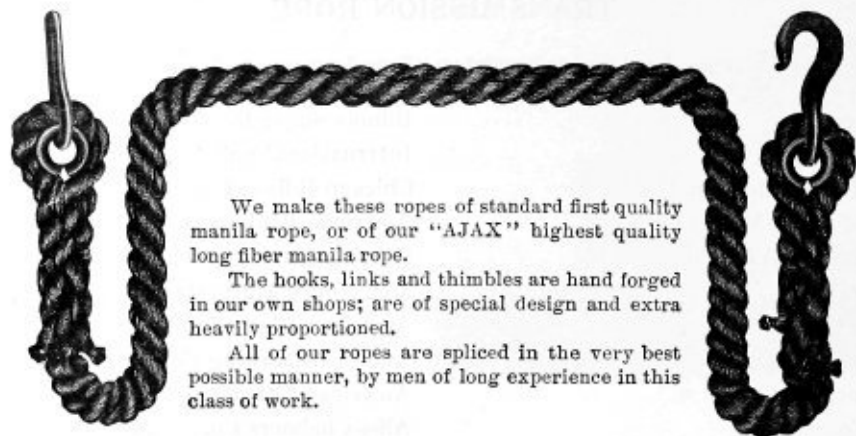 We make these ropes of standard first quality
manila rope, or of our "AJAX" highest quality
long fiber manila rope.
The hooks, links and thimbles are hand forged
in our own shops; are of special design and extra
heavily proportioned.
All of our ropes are spliced in the very best
possible manner, by men of long experience in this
class of work.